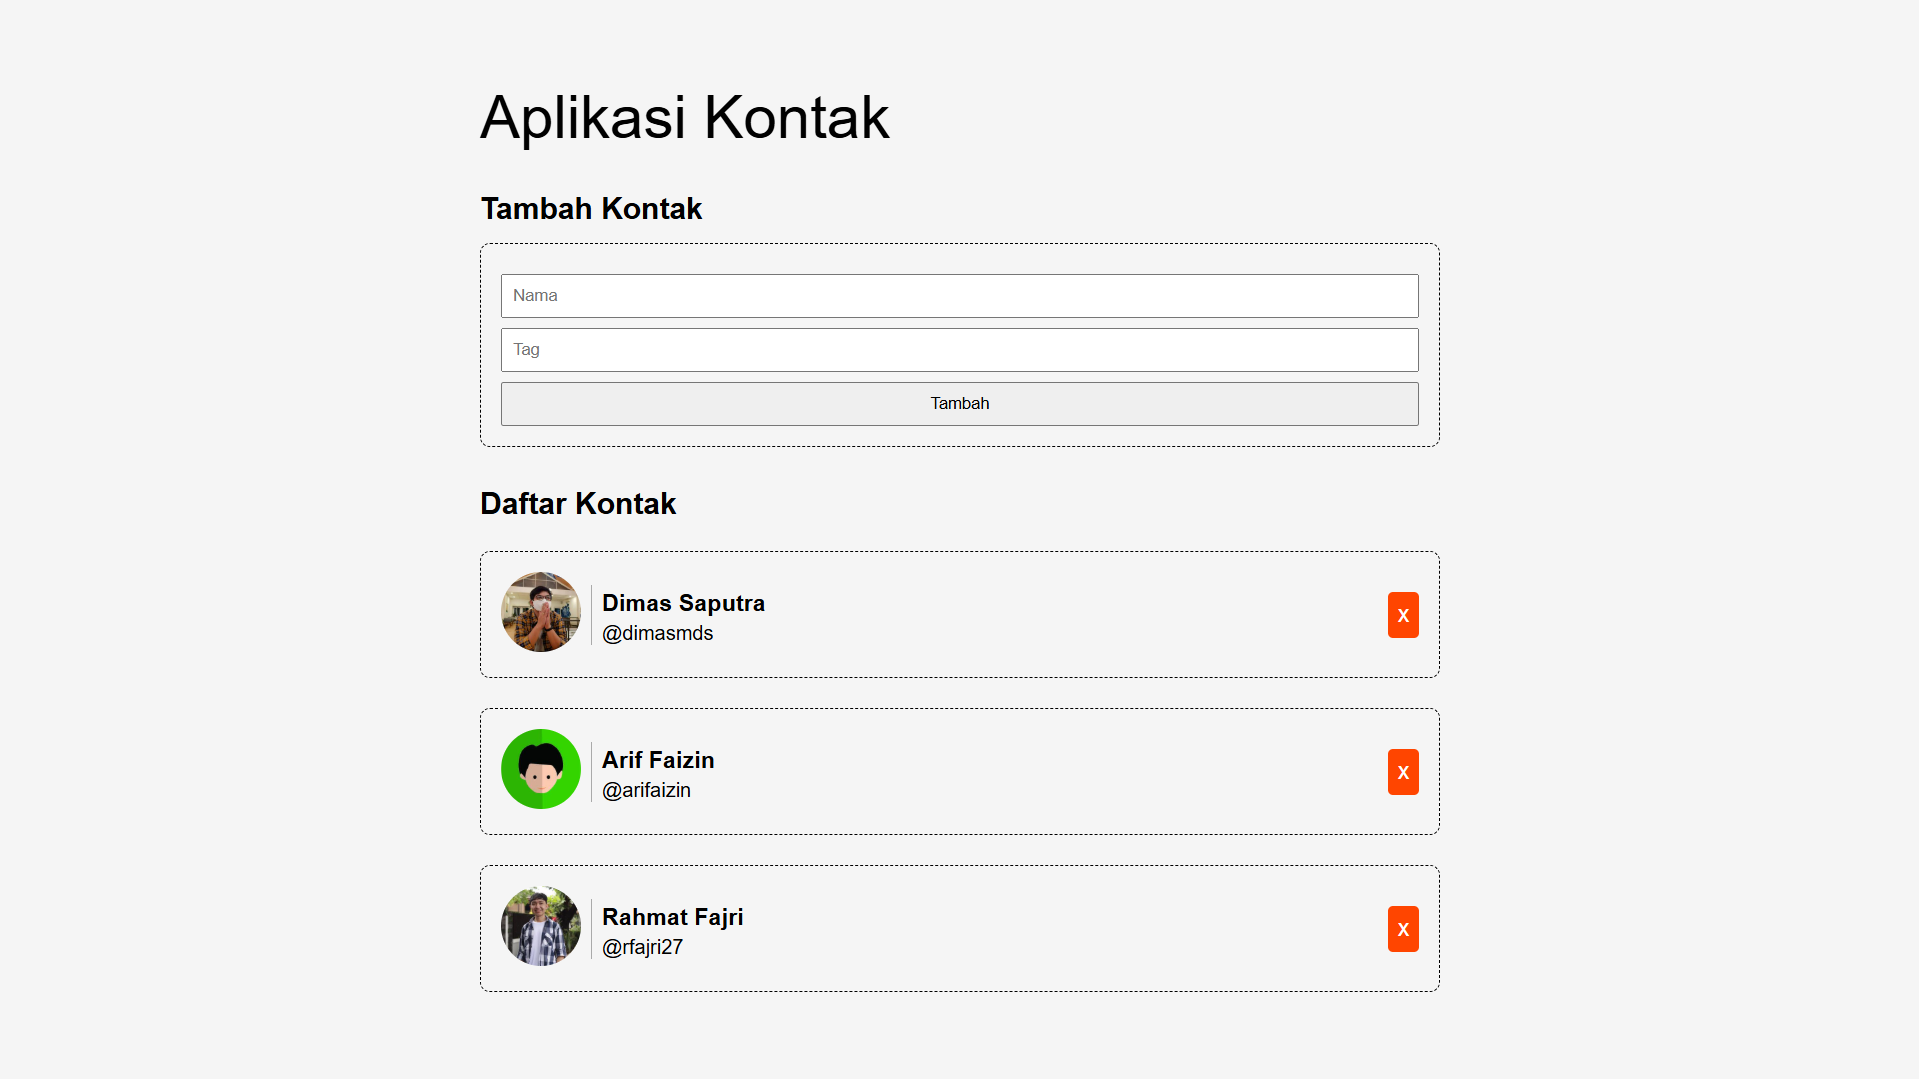 Aplikasi Kontak
Tambah Kontak
Nama
Tag
Tambah
Daftar Kontak
Dimas Saputra
@dimasmds
X
Arif Faizin
@arifaizin
X
Rahmat Fajri
@rfajri27
X